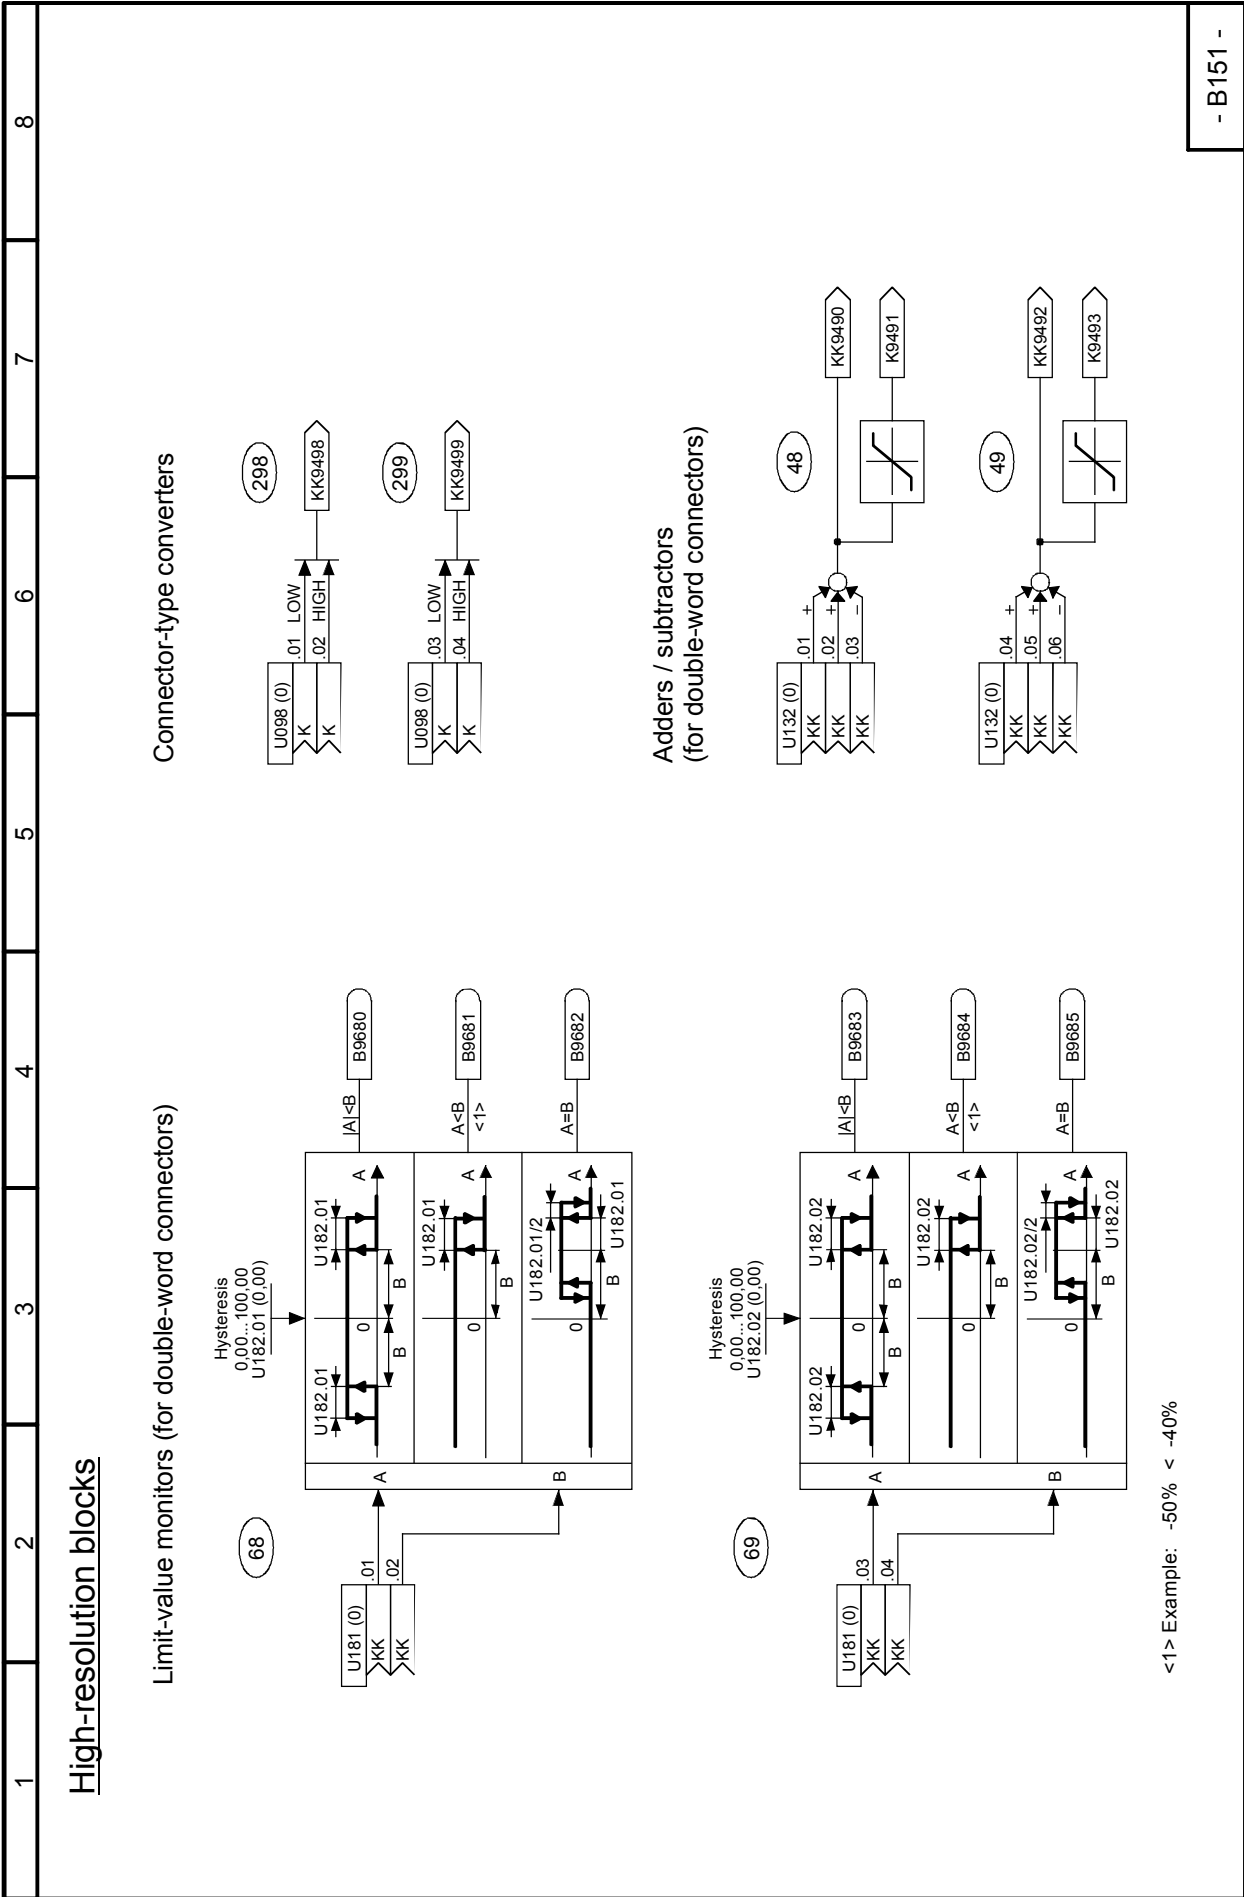 1 2 3 4 5 6 7 8
High-resolution blocks
Limit-value monitors (for double-word connectors)
68
Hysteresis
0,00...100,00
U182.01 (0,00)
U181 (0)
KK .01
KK .02
A
B
U182.01 U182.01
B 0 B A
|A|<B
B9680
U182.01
0 B A
A<B
<1>
B9681
U182.01/2
0 B A
U182.01
A=B
B9682
69
Hysteresis
0,00...100,00
U182.02 (0,00)
U181 (0)
KK .03
KK .04
A
B
U182.02 U182.02
B 0 B A
|A|<B
B9683
U182.02
0 B A
A<B
<1>
B9684
U182.02/2
0 B A
U182.02
A=B
B9685
<1> Example: -50% < -40%
Connector-type converters
298
U098 (0)
K .01 LOW
K .02 HIGH
KK9498
299
U098 (0)
K .03 LOW
K .04 HIGH
KK9499
Adders / subtractors
(for double-word connectors)
48
U132 (0)
KK .01 +
KK .02 +
KK .03 –
KK9490
K9491
49
U132 (0)
KK .04 +
KK .05 +
KK .06 –
KK9492
K9493
- B151 -